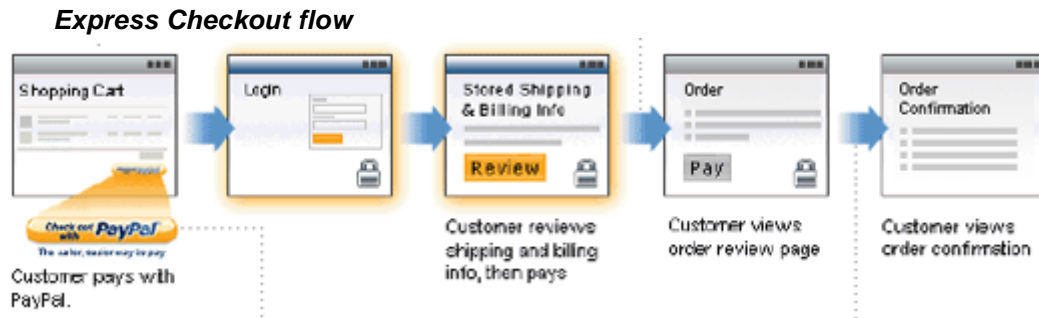 Express Checkout flow
Shopping Cart
Check out with PayPal
The safer, easier way to pay
Customer pays with
PayPal.
Login
Stored Shipping
& Billing Info
Review
Customer reviews
shipping and billing
info, then pays
Order
Pay
Customer views
order review page
Order
Confirmation
Customer views
order confirmation